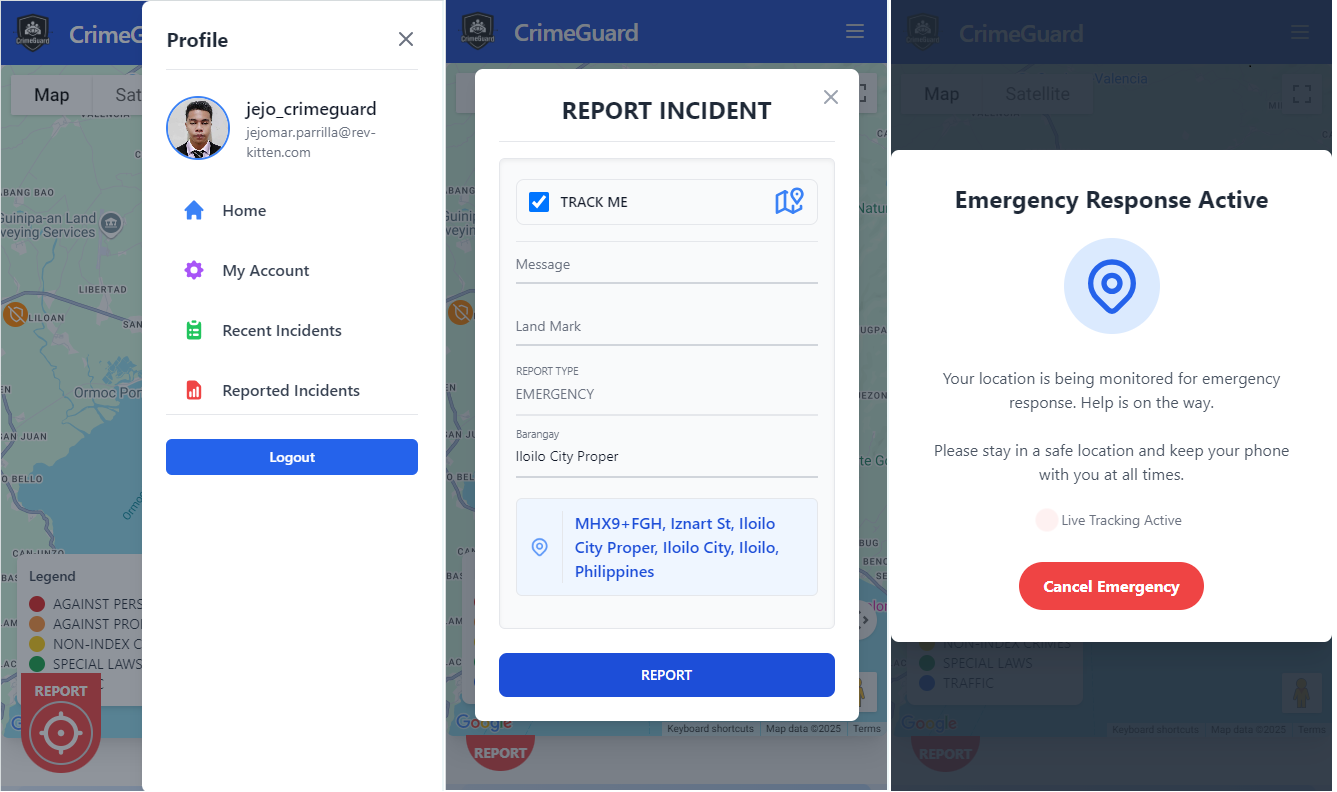 CrimeG
Profile
Map
Sat
jejo_crimeguard
jejomar.parrilla@rev-
kitten.com
ABANG BAO
Guinipa-an Land
veying Services
Home
My Account
LIBERTAD
LILOAN
SAN
Recent Incidents
Ormoc Por
Reported Incidents
SAN JUAN
O BELLO
Logout
CAN-UNZO
Legend
AGAINST PERS
AGAINST PROI
NON-INDEX C
SPECIAL LAWS
REPORT
CrimeGuard
REPORT INCIDENT
TRACK ME
Message
Land Mark
REPORT TYPE
EMERGENCY
Barangay
Iloilo City Proper
MHX9+FGH, Iznart St, Iloilo
City Proper, Iloilo City, Iloilo,
Philippines
REPORT
Google
Keyboard shortcuts
Map data ©2025
Terms
REPORT
CrimeGuard
Valencia
Map
Satellite
Emergency Response Active
Your location is being monitored for emergency
response. Help is on the way.
Please stay in a safe location and keep your phone
with you at all times.
Live Tracking Active
Cancel Emergency
NON-INDEX CRIMES
SPECIAL LAWS
TRAFFIC
Google
Keyboard shortcuts
Map data ©2025
Terms
REPORT